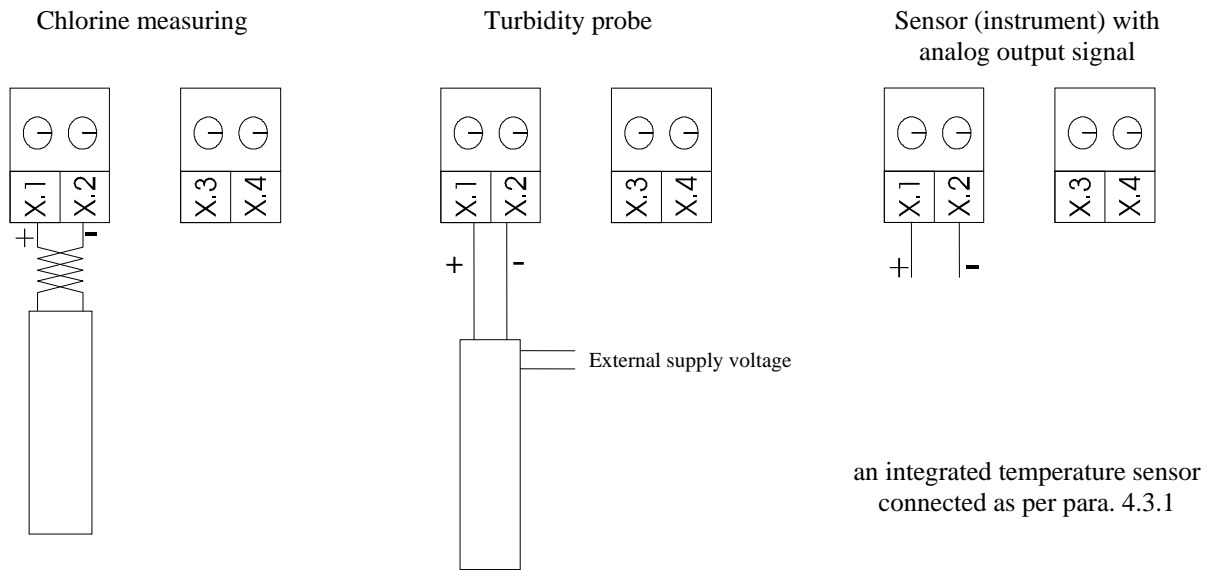 Chlorine measuring
Turbidity probe
Sensor (instrument) with
analog output signal
X.1 X.2 X.3 X.4
X.1 X.2 X.3 X.4
X.1 X.2 X.3 X.4
+ -
+ -
+ -
External supply voltage
an integrated temperature sensor
connected as per para. 4.3.1